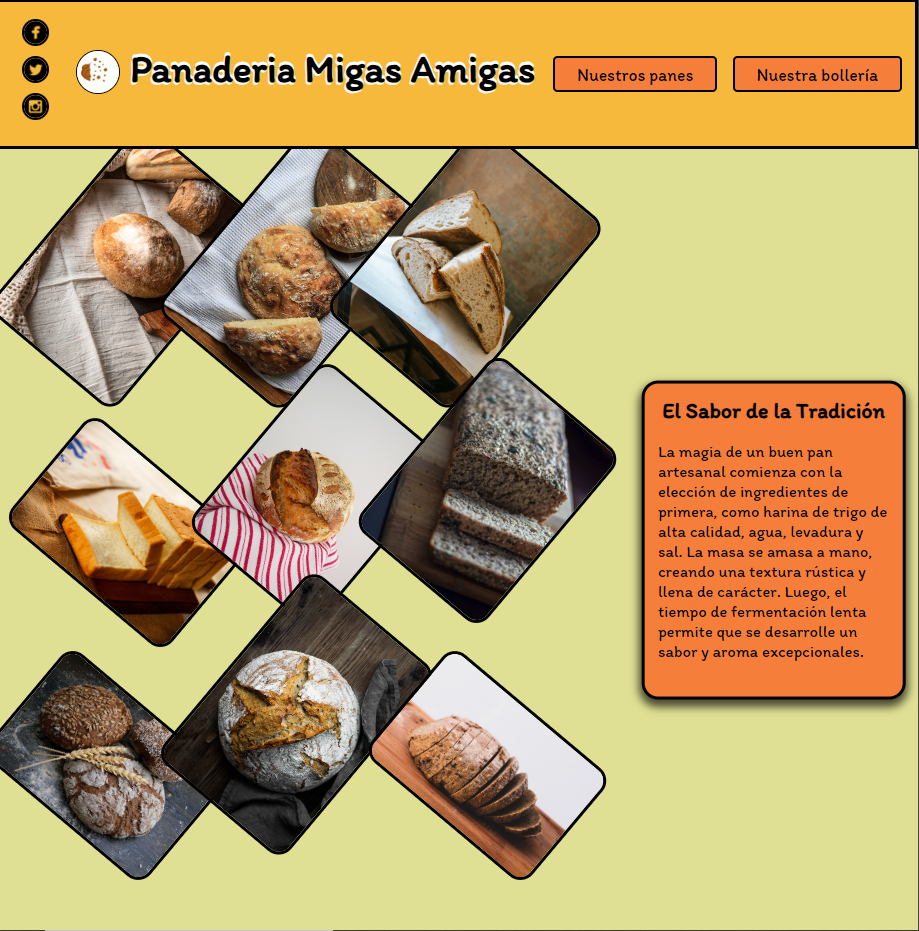 Panaderia Migas Amigas
Nuestros panes
Nuestra bollería
El Sabor de la Tradición
La magia de un buen pan
artesanal comienza con la
elección de ingredientes de
primera, como harina de trigo de
alta calidad, agua, levadura y
sal. La masa se amasa a mano,
creando una textura rústica y
llena de carácter. Luego, el
tiempo de fermentación lenta
permite que se desarrolle un
sabor y aroma excepcionales.